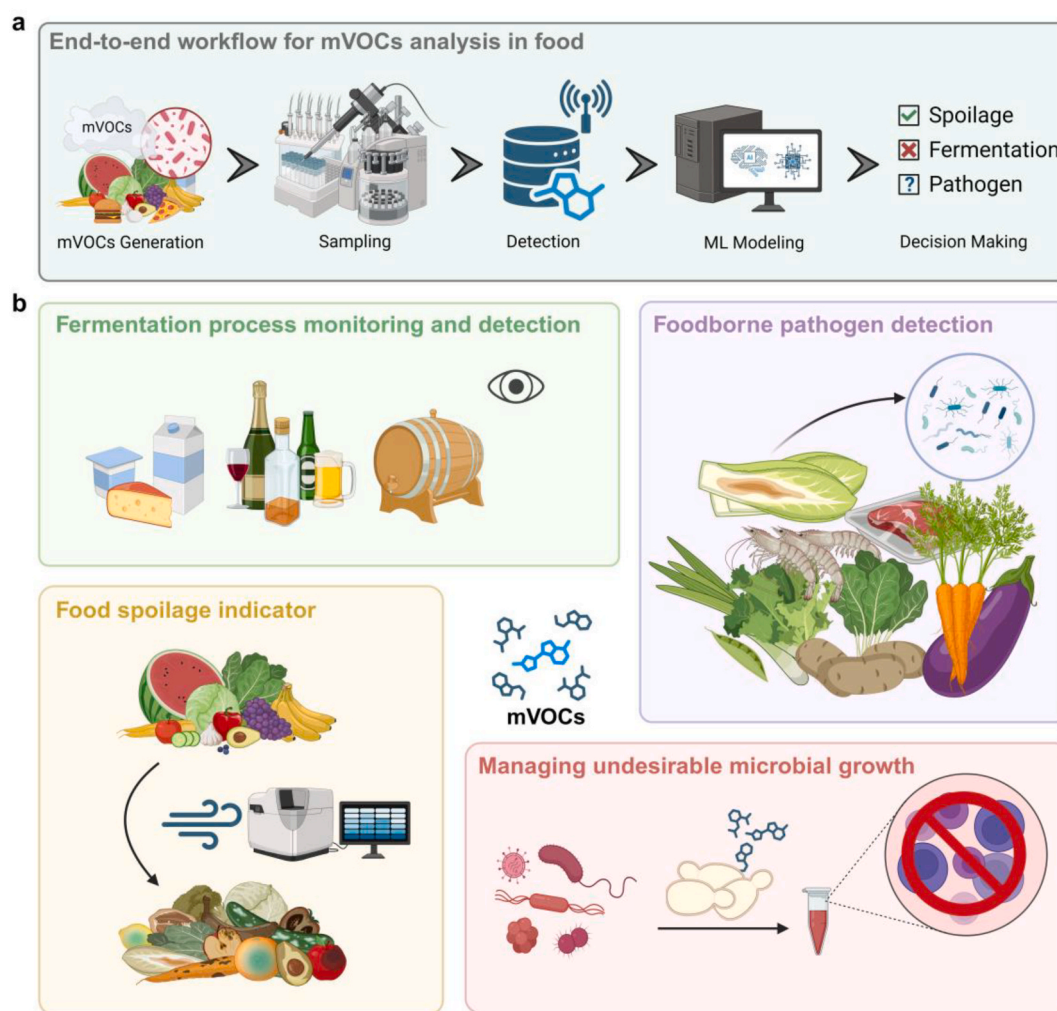 a
End-to-end workflow for mVOCs analysis in food
mVOCs
AI
Spoilage
Fermentation
? Pathogen
mVOCs Generation
Sampling
Detection
ML Modeling
Decision Making
b
Fermentation process monitoring and detection
Foodborne pathogen detection
Food spoilage indicator
mVOCs
Managing undesirable microbial growth